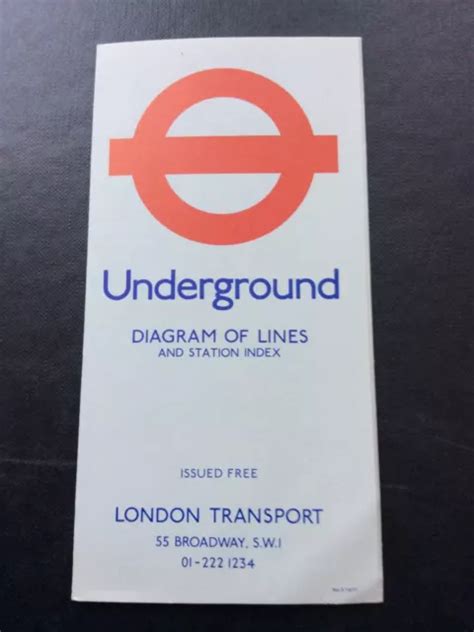 Underground
DIAGRAM OF LINES
AND STATION INDEX
ISSUED FREE
LONDON TRANSPORT
55 BROADWAY, S.W.1
01-222 1234